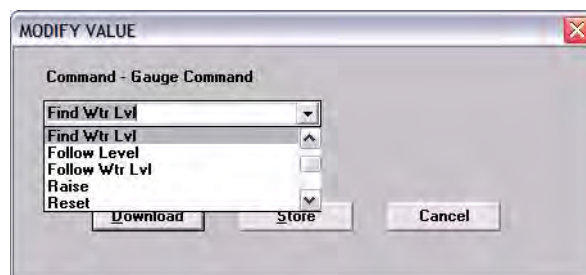 MODIFY VALUE
Command - Gauge Command
Find Wtr Lvl
Find Wtr Lvl
Follow Level
Follow Wtr Lvl
Raise
Reset
Download Store Cancel